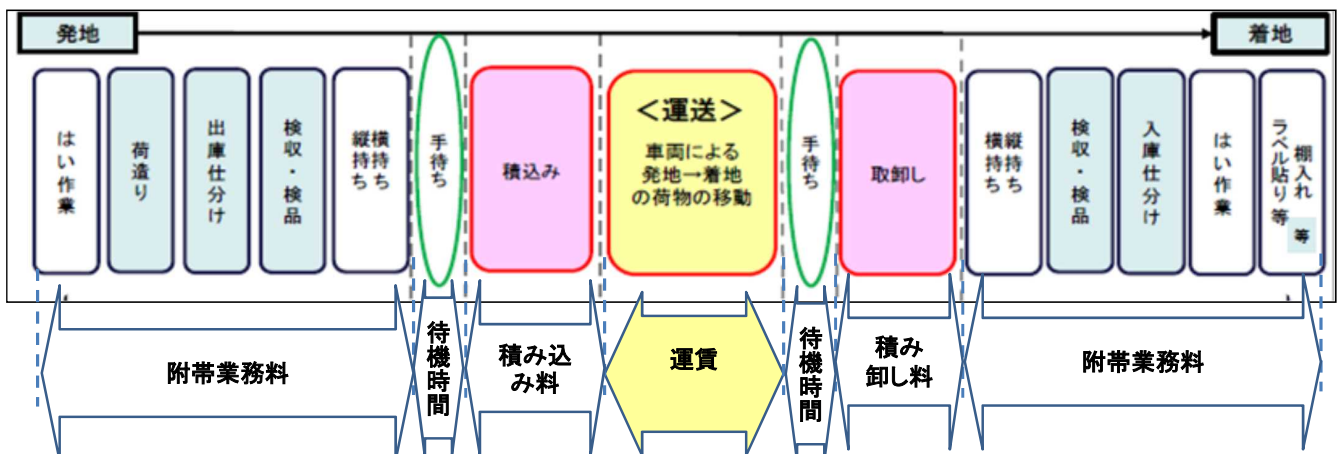 発地
着地
はい作業
荷造り
出庫仕分け
検収・検品
横持ち
縦持ち
手待ち
積込み
＜運送＞
車両による
発地→着地
の荷物の移動
手待ち
取卸し
縦持ち
横持ち
検収・検品
入庫仕分け
はい作業
棚入れ
ラベル貼り等
等
附帯業務料
待機時間
積み込
み料
運賃
待機時間
積み
卸し料
附帯業務料